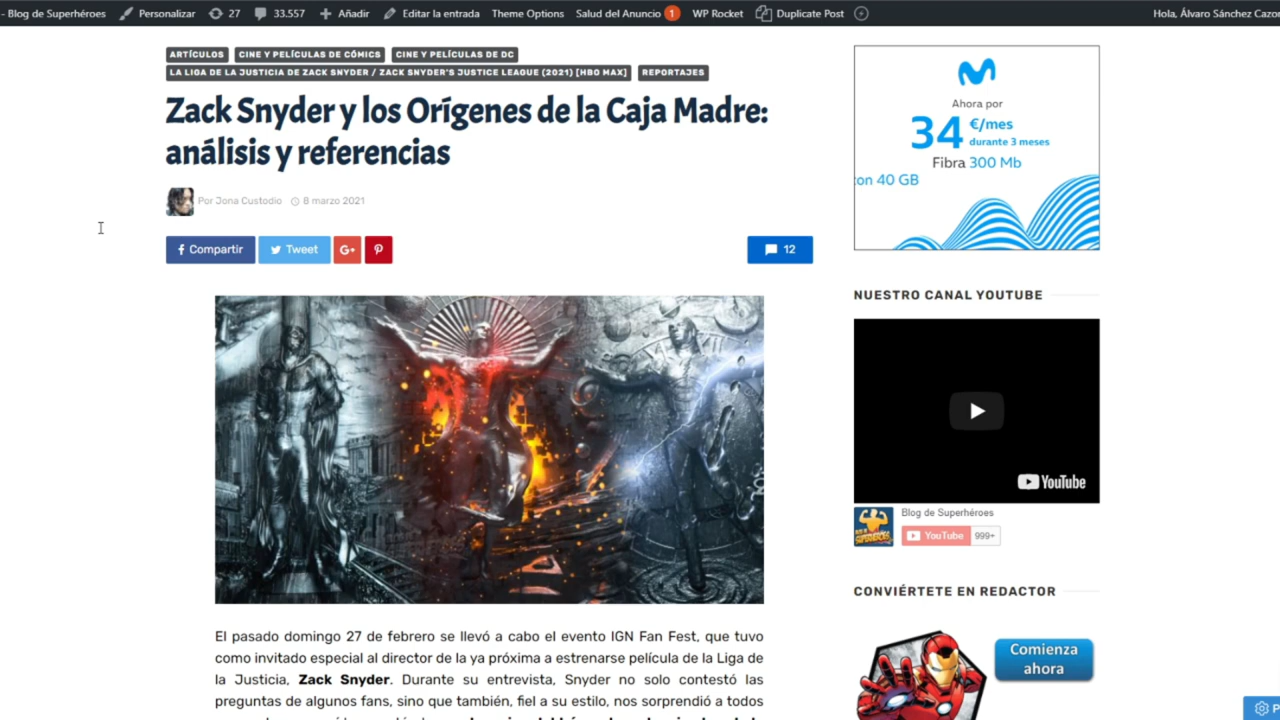 - Blog de Superhéroes Personalizar 27 33.557 Añadir Editar la entrada Theme Options Salud del Anuncio 1 WP Rocket Duplicate Post Hola, Álvaro Sánchez Cazor
ARTÍCULOS CINE Y PELÍCULAS DE CÓMICS CINE Y PELÍCULAS DE DC
LA LIGA DE LA JUSTICIA DE ZACK SNYDER / ZACK SNYDER'S JUSTICE LEAGUE (2021) [HBO MAX] REPORTAJES
Zack Snyder y los Orígenes de la Caja Madre:
análisis y referencias
Por Jona Custodio 8 marzo 2021
Compartir Tweet G+ 12
El pasado domingo 27 de febrero se llevó a cabo el evento IGN Fan Fest, que tuvo
como invitado especial al director de la ya próxima a estrenarse película de la Liga de
la Justicia, Zack Snyder. Durante su entrevista, Snyder no solo contestó las
preguntas de algunos fans, sino que también, fiel a su estilo, nos sorprendió a todos
Ahora por
34 €/mes
durante 3 meses
Fibra 300 Mb
con 40 GB
NUESTRO CANAL YOUTUBE
YouTube
Blog de Superhéroes
YouTube 999+
CONVIÉRTETE EN REDACTOR
Comienza
ahora